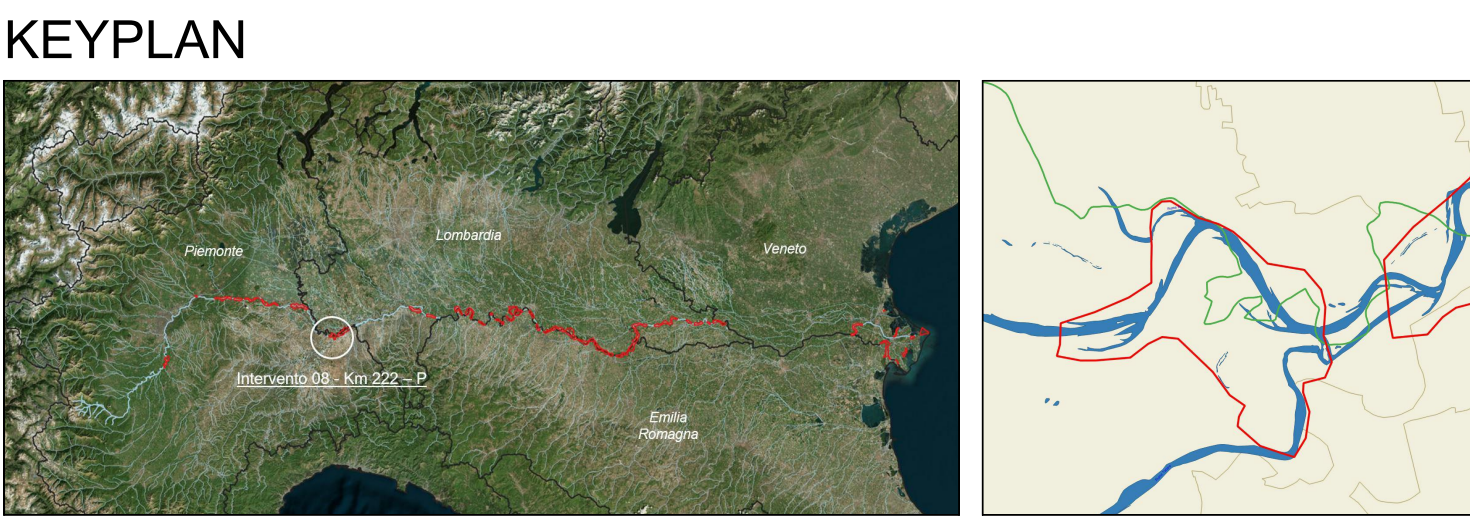 KEYPLAN
Piemonte
Lombardia
Veneto
Intervento 08 - Km 222 – P
Emilia
Romagna